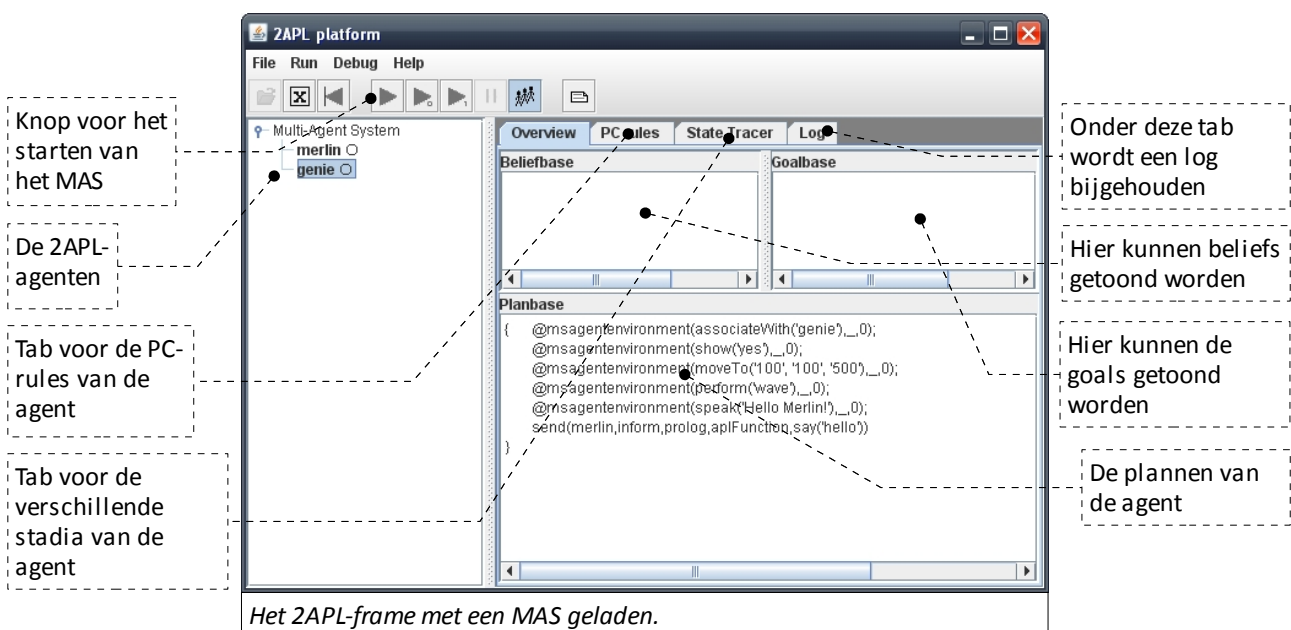 2APL platform
File Run Debug Help
Knop voor het
starten van
het MAS
De 2APL-
agenten
Tab voor de PC-
rules van de
agent
Tab voor de
verschillende
stadia van de
agent
Multi-Agent System
merlin
genie
Overview PC rules State Tracer Log
Beliefbase Goalbase
Planbase
{ @msagentenvironment(associateWith('genie'),_,0);
@msagentenvironment(show('yes'),_,0);
@msagentenvironment(moveTo('100', '100', '500'),_,0);
@msagentenvironment(perform('wave'),_,0);
@msagentenvironment(speak('Hello Merlin!'),_,0);
send(merlin,inform,prolog,aplFunction,say('hello'))
}
Onder deze tab
wordt een log
bijgehouden
Hier kunnen beliefs
getoond worden
Hier kunnen de
goals getoond
worden
De plannen van
de agent
Het 2APL-frame met een MAS geladen.